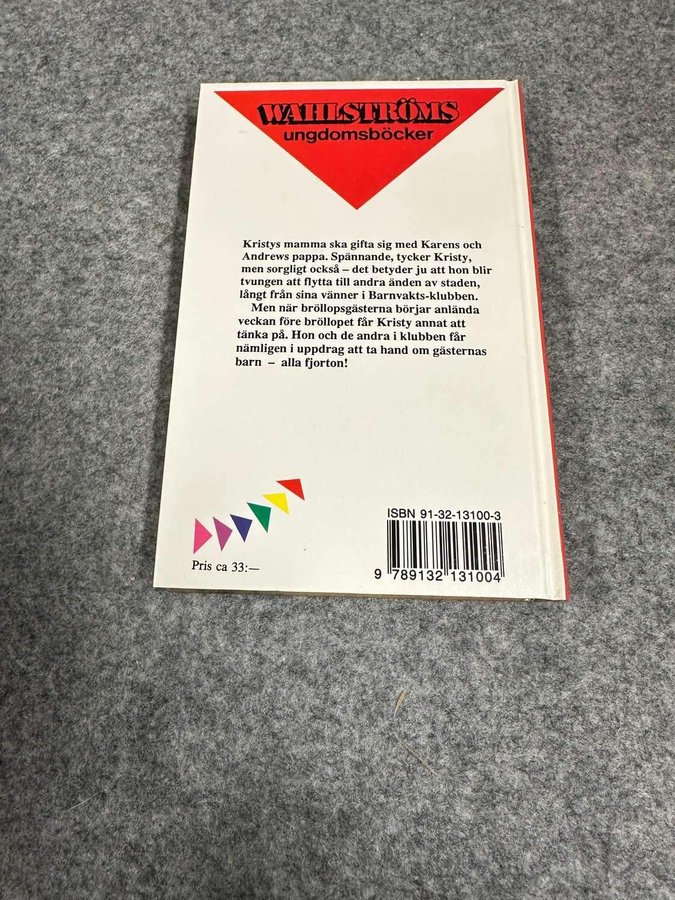 WAHLSTRÖMS
ungdomsböcker
Kristys mamma ska gifta sig med Karens och
Andrews pappa. Spännande, tycker Kristy,
men sorgligt också – det betyder ju att hon blir
tvungen att flytta till andra änden av staden,
långt från sina vänner i Barnvakts-klubben.
Men när bröllopsgästerna börjar anlända
veckan före bröllopet får Kristy annat att
tänka på. Hon och de andra i klubben får
nämligen i uppdrag att ta hand om gästernas
barn – alla fjorton!
ISBN 91-32-13100-3
9 789132 131004
Pris ca 33:—